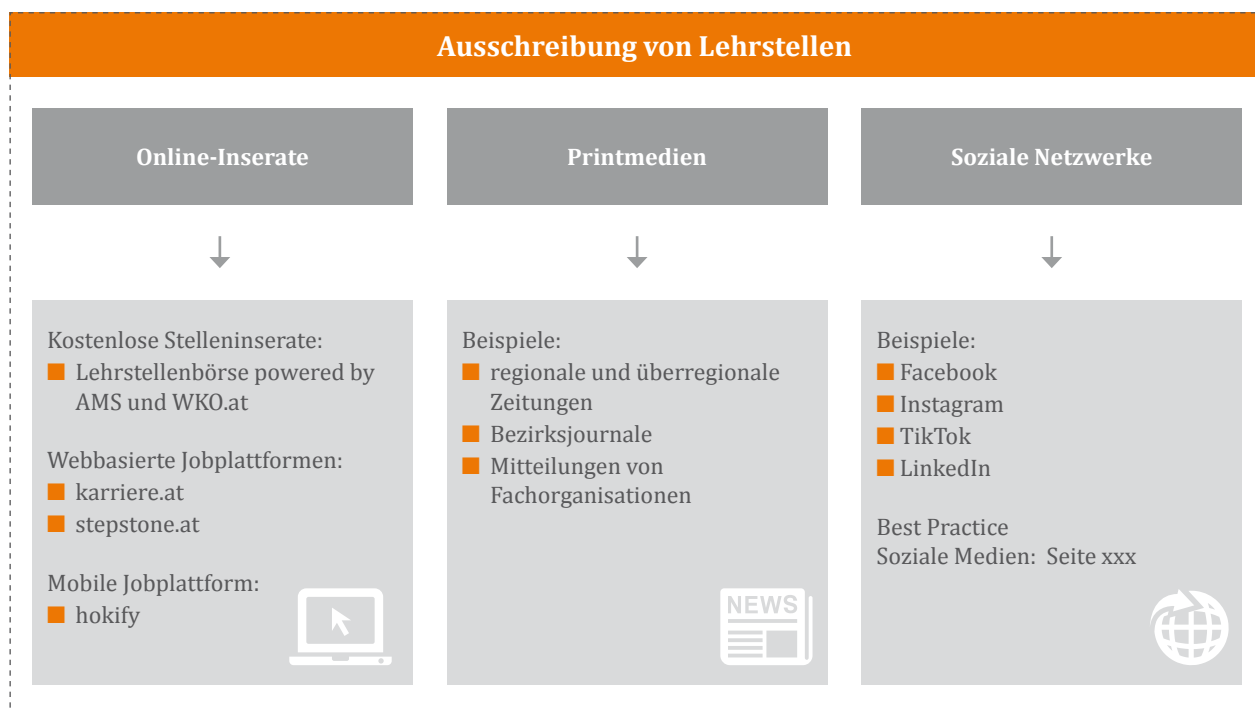 Ausschreibung von Lehrstellen
Online-Inserate
Kostenlose Stelleninserate:
Lehrstellenbörse powered by
AMS und WKO.at
Webbasierte Jobplattformen:
karriere.at
stepstone.at
Mobile Jobplattform:
hokify
Printmedien
Beispiele:
regionale und überregionale
Zeitungen
Bezirksjournale
Mitteilungen von
Fachorganisationen
NEWS
Soziale Netzwerke
Beispiele:
Facebook
Instagram
TikTok
LinkedIn
Best Practice
Soziale Medien: Seite xxx